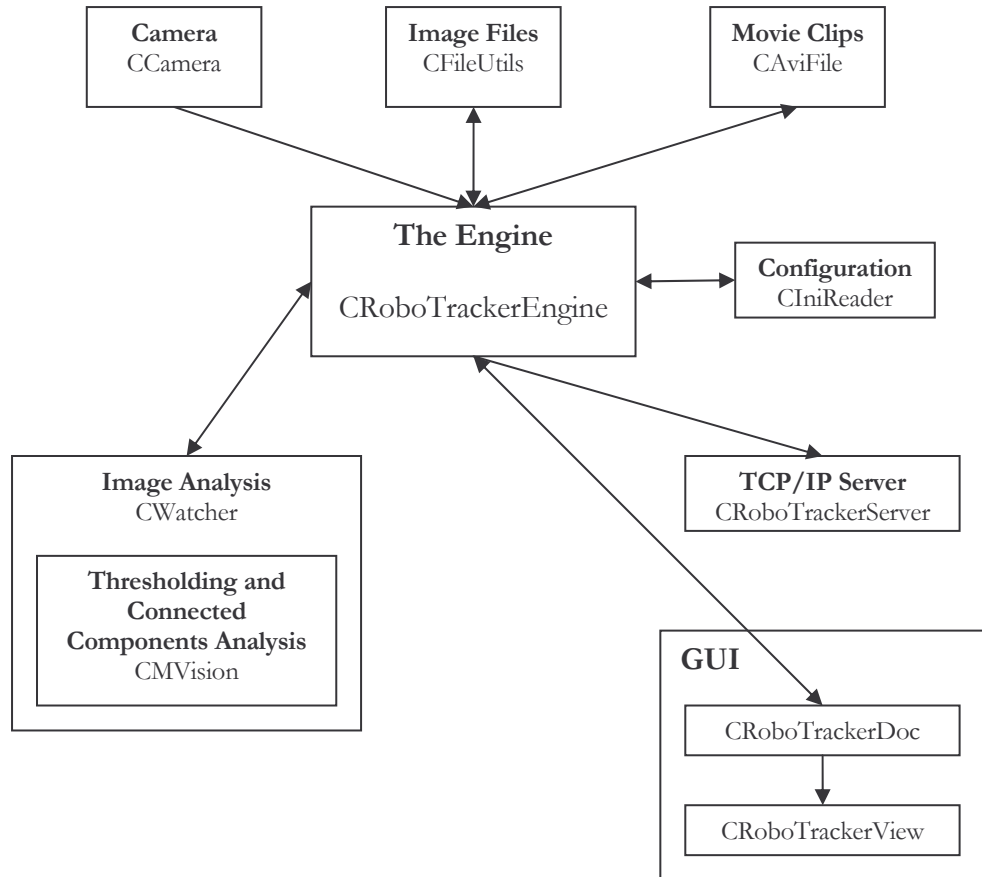 Camera
CCamera
Image Files
CFileUtils
Movie Clips
CAviFile
The Engine
CRoboTrackerEngine
Configuration
CIniReader
Image Analysis
CWatcher
Thresholding and
Connected
Components Analysis
CMVision
TCP/IP Server
CRoboTrackerServer
GUI
CRoboTrackerDoc
CRoboTrackerView